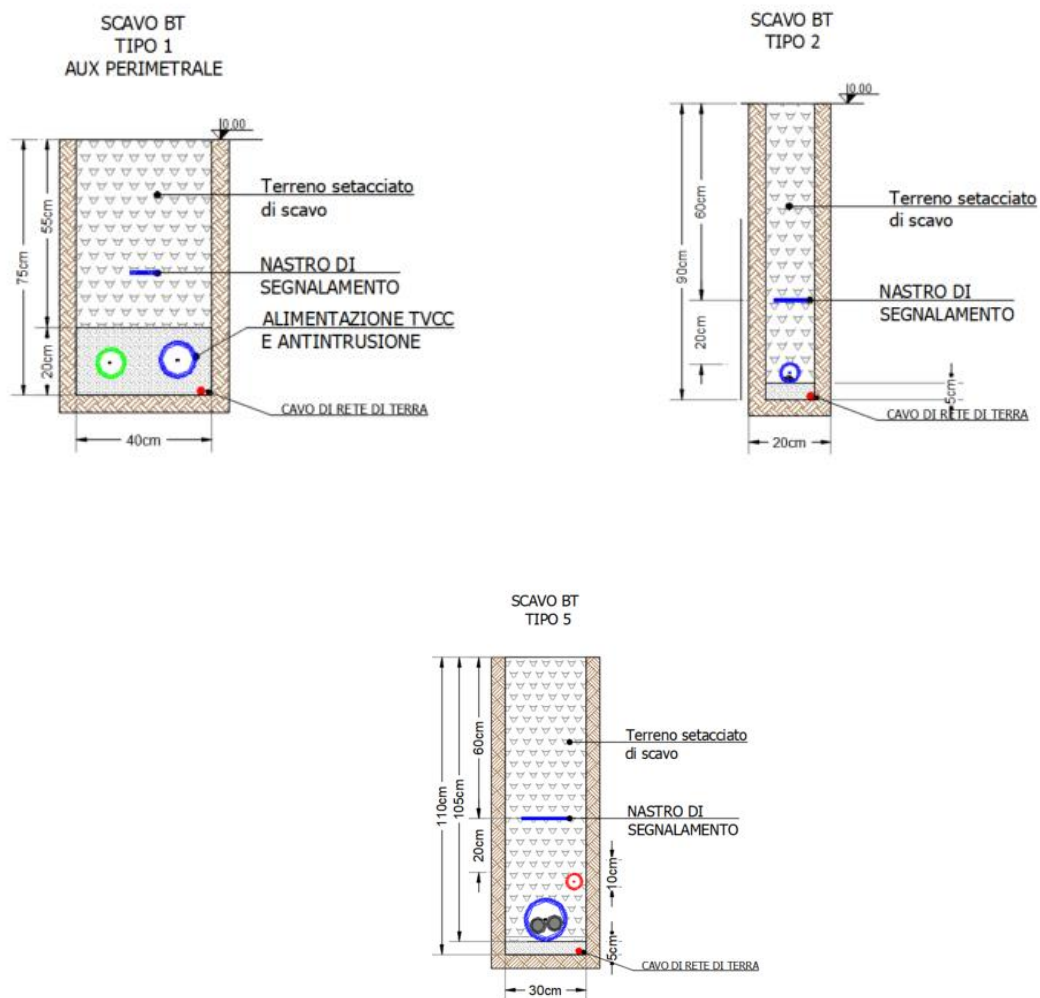 SCAVO BT
TIPO 1
AUX PERIMETRALE
0.00
Terreno setacciato
di scavo
NASTRO DI
SEGNALAMENTO
ALIMENTAZIONE TVCC
E ANTINTRUSIONE
CAVO DI RETE DI TERRA
75cm
55cm
20cm
40cm
SCAVO BT
TIPO 2
0.00
Terreno setacciato
di scavo
NASTRO DI
SEGNALAMENTO
CAVO DI RETE DI TERRA
90cm
60cm
20cm
5cm
20cm
SCAVO BT
TIPO 5
Terreno setacciato
di scavo
NASTRO DI
SEGNALAMENTO
CAVO DI RETE DI TERRA
110cm
105cm
60cm
20cm
10cm
5cm
30cm